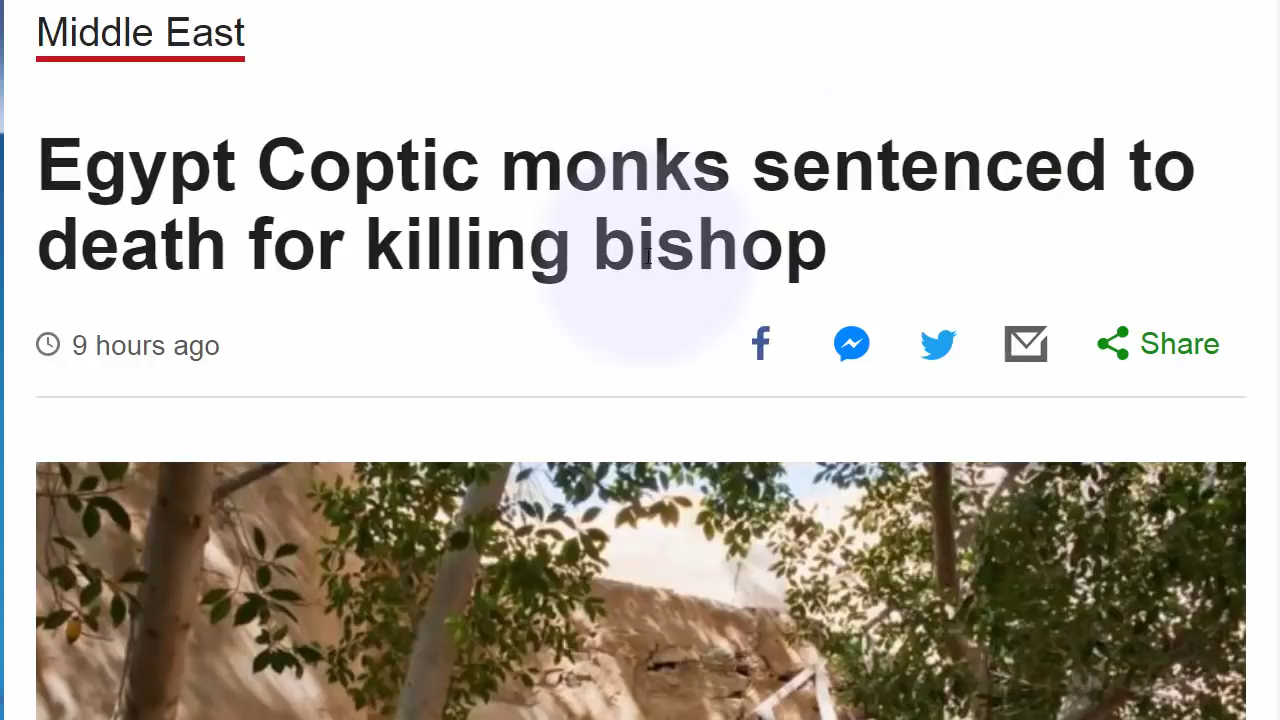 Middle East
Egypt Coptic monks sentenced to
death for killing bishop
9 hours ago
Share